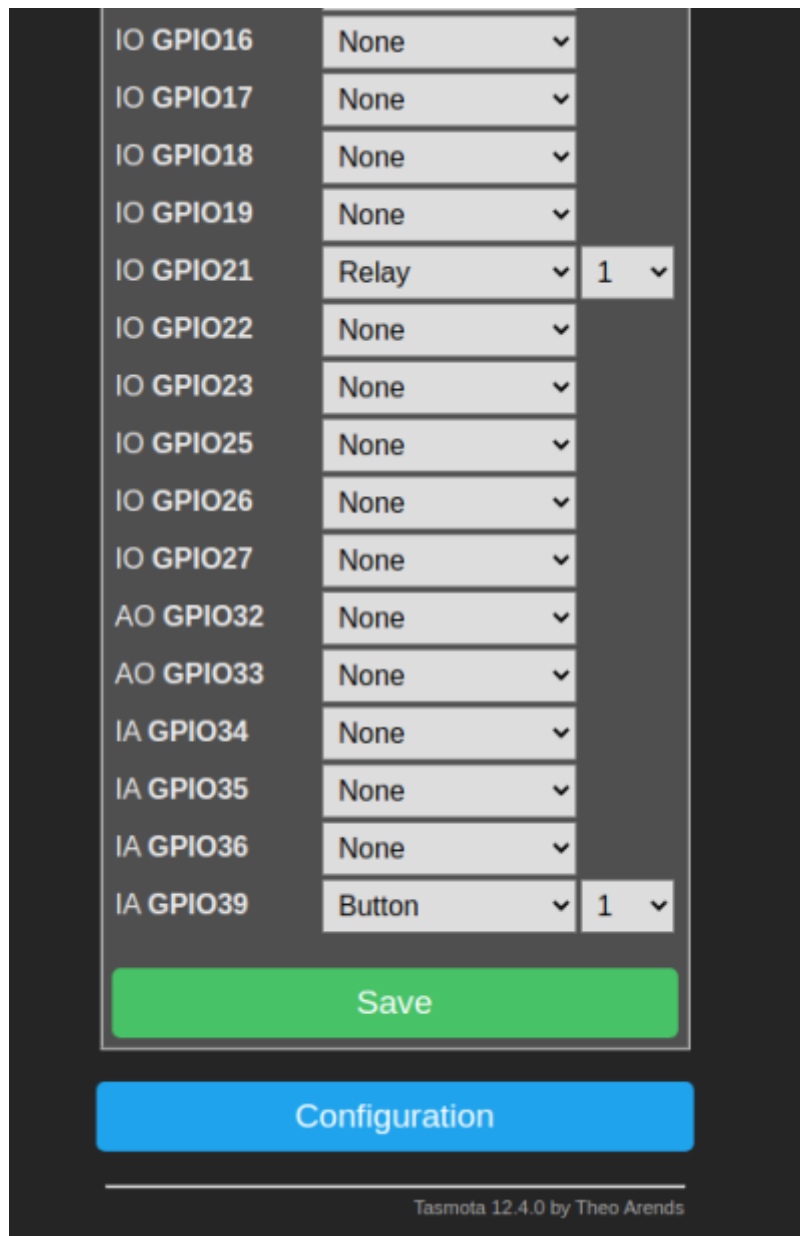 IO GPIO16 None
IO GPIO17 None
IO GPIO18 None
IO GPIO19 None
IO GPIO21 Relay 1
IO GPIO22 None
IO GPIO23 None
IO GPIO25 None
IO GPIO26 None
IO GPIO27 None
AO GPIO32 None
AO GPIO33 None
IA GPIO34 None
IA GPIO35 None
IA GPIO36 None
IA GPIO39 Button 1
Save
Configuration
Tasmota 12.4.0 by Theo Arends